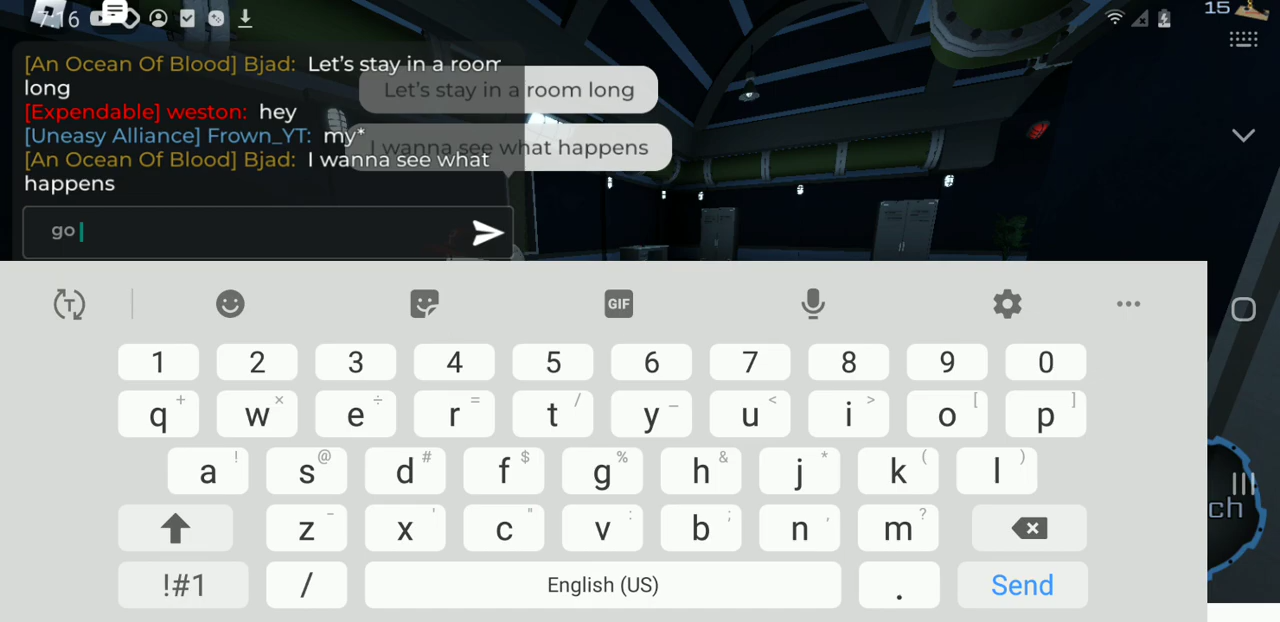 7:16
15
[An Ocean Of Blood] Bjad: Let's stay in a room
long
Let's stay in a room long
[Expendable] weston: hey
[Uneasy Alliance] Frown_YT: my*
I wanna see what happens
[An Ocean Of Blood] Bjad: I wanna see what
happens
go
T GIF
1 2 3 4 5 6 7 8 9 0
q + w × e ÷ r = t / y _ u < i > o [ p ]
a ! s @ d # f $ g % h & j * k ( l )
z - x ' c " v : b ; n , m ?
!#1 / English (US) . Send
ch